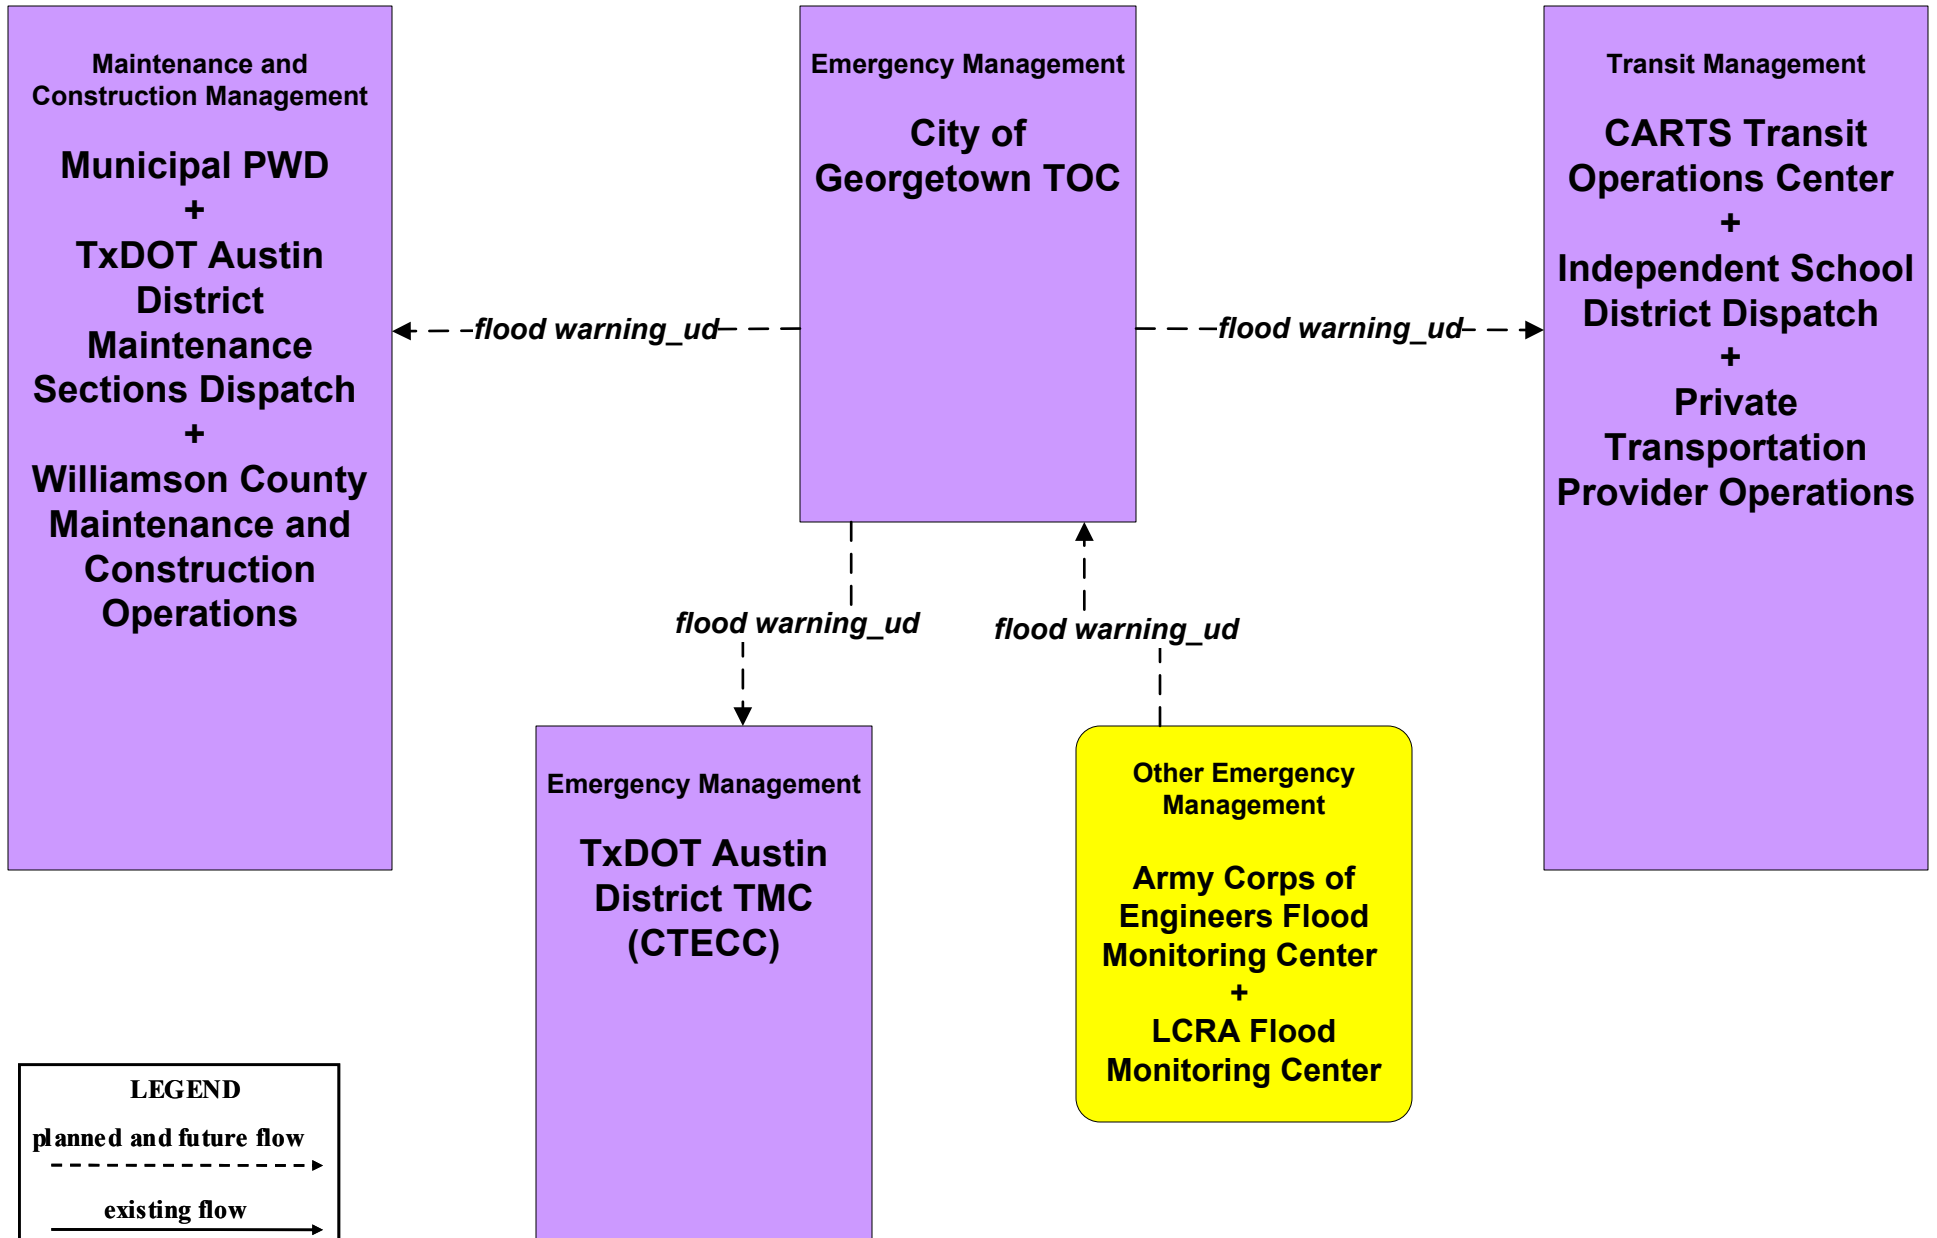 Maintenance and
Construction Management
Municipal PWD
+
TxDOT Austin
District
Maintenance
Sections Dispatch
+
Williamson County
Maintenance and
Construction
Operations
Emergency Management
City of
Georgetown TOC
Transit Management
CARTS Transit
Operations Center
+
Independent School
District Dispatch
+
Private
Transportation
Provider Operations
flood warning_ud
flood warning_ud
flood warning_ud
flood warning_ud
Emergency Management
TxDOT Austin
District TMC
(CTECC)
Other Emergency
Management
Army Corps of
Engineers Flood
Monitoring Center
+
LCRA Flood
Monitoring Center
LEGEND
planned and future flow
existing flow